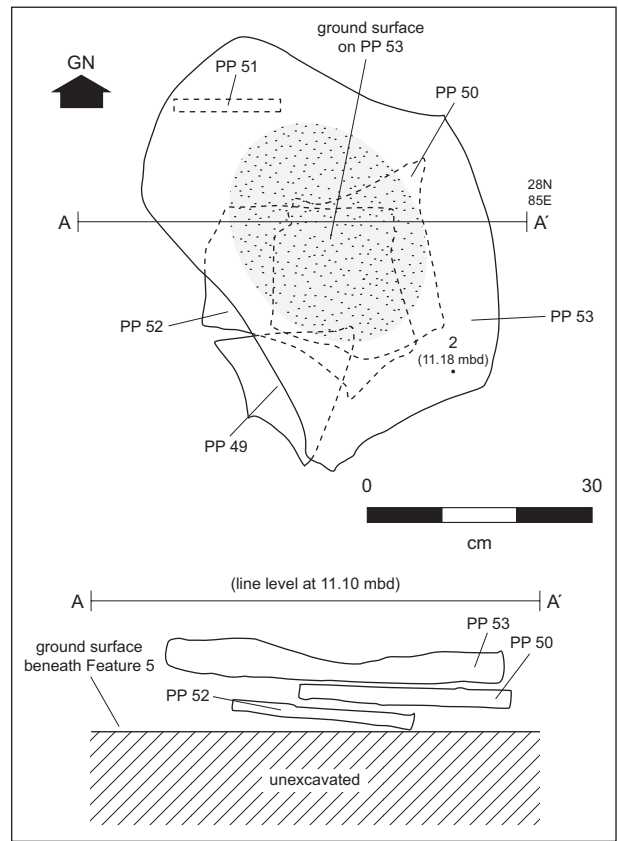 ground surface
on PP 53
GN
PP 51
PP 50
28N
85E
A
A′
PP 52
PP 53
2
(11.18 mbd)
PP 49
0
30
cm
(line level at 11.10 mbd)
A
A′
PP 53
ground surface
beneath Feature 5
PP 50
PP 52
unexcavated